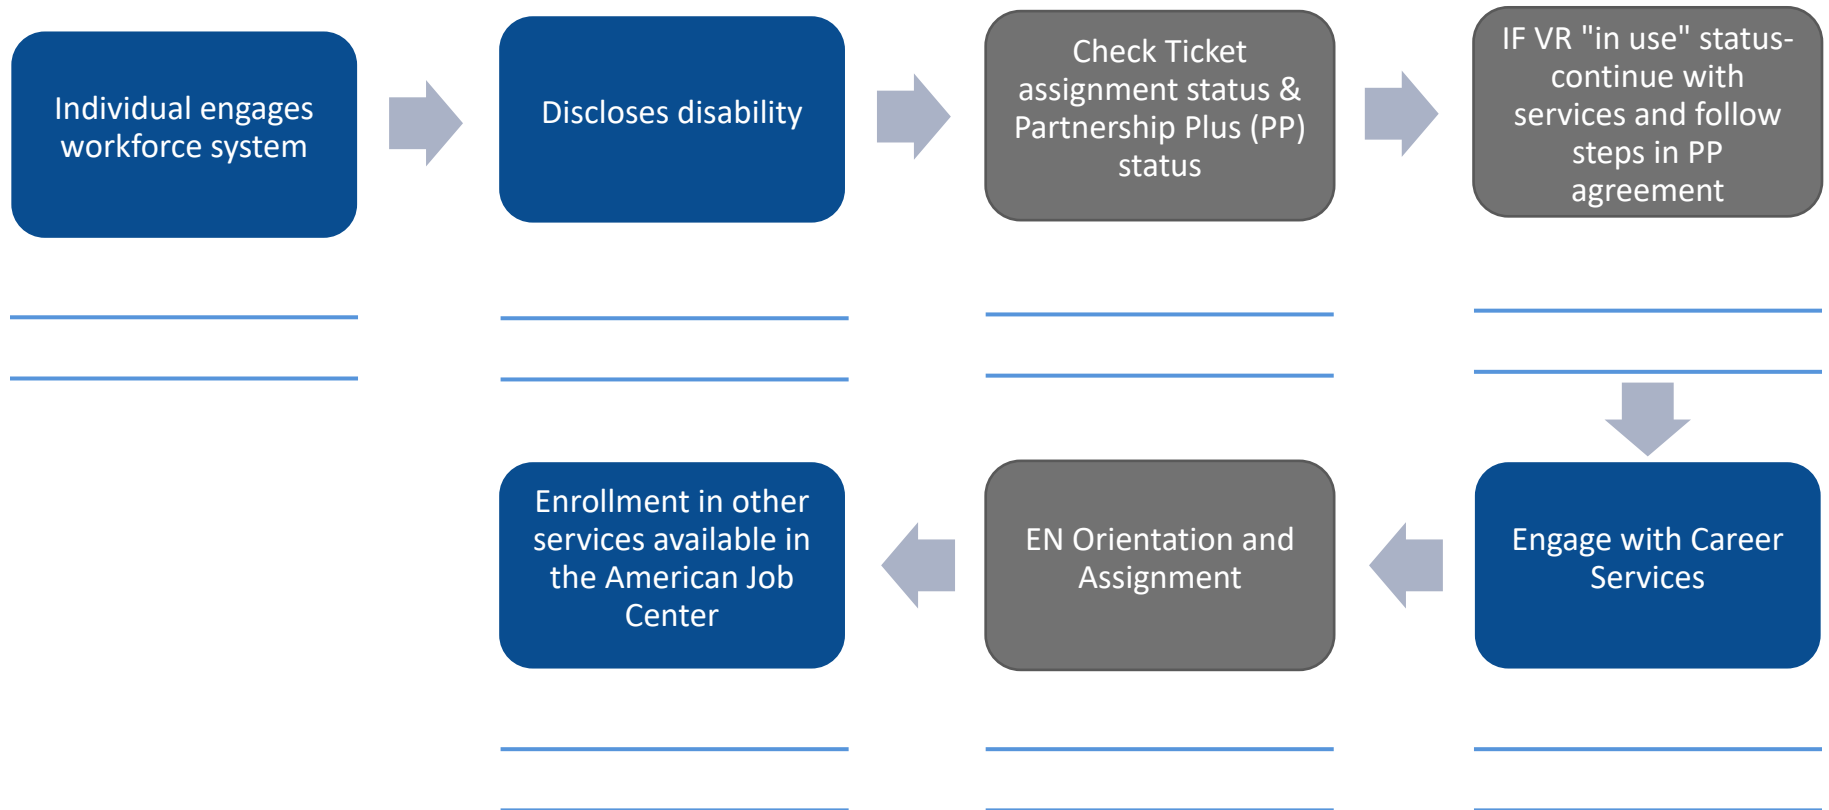 Individual engages
workforce system
Discloses disability
Check Ticket
assignment status &
Partnership Plus (PP)
status
IF VR "in use" status-
continue with
services and follow
steps in PP
agreement
Engage with Career
Services
EN Orientation and
Assignment
Enrollment in other
services available in
the American Job
Center